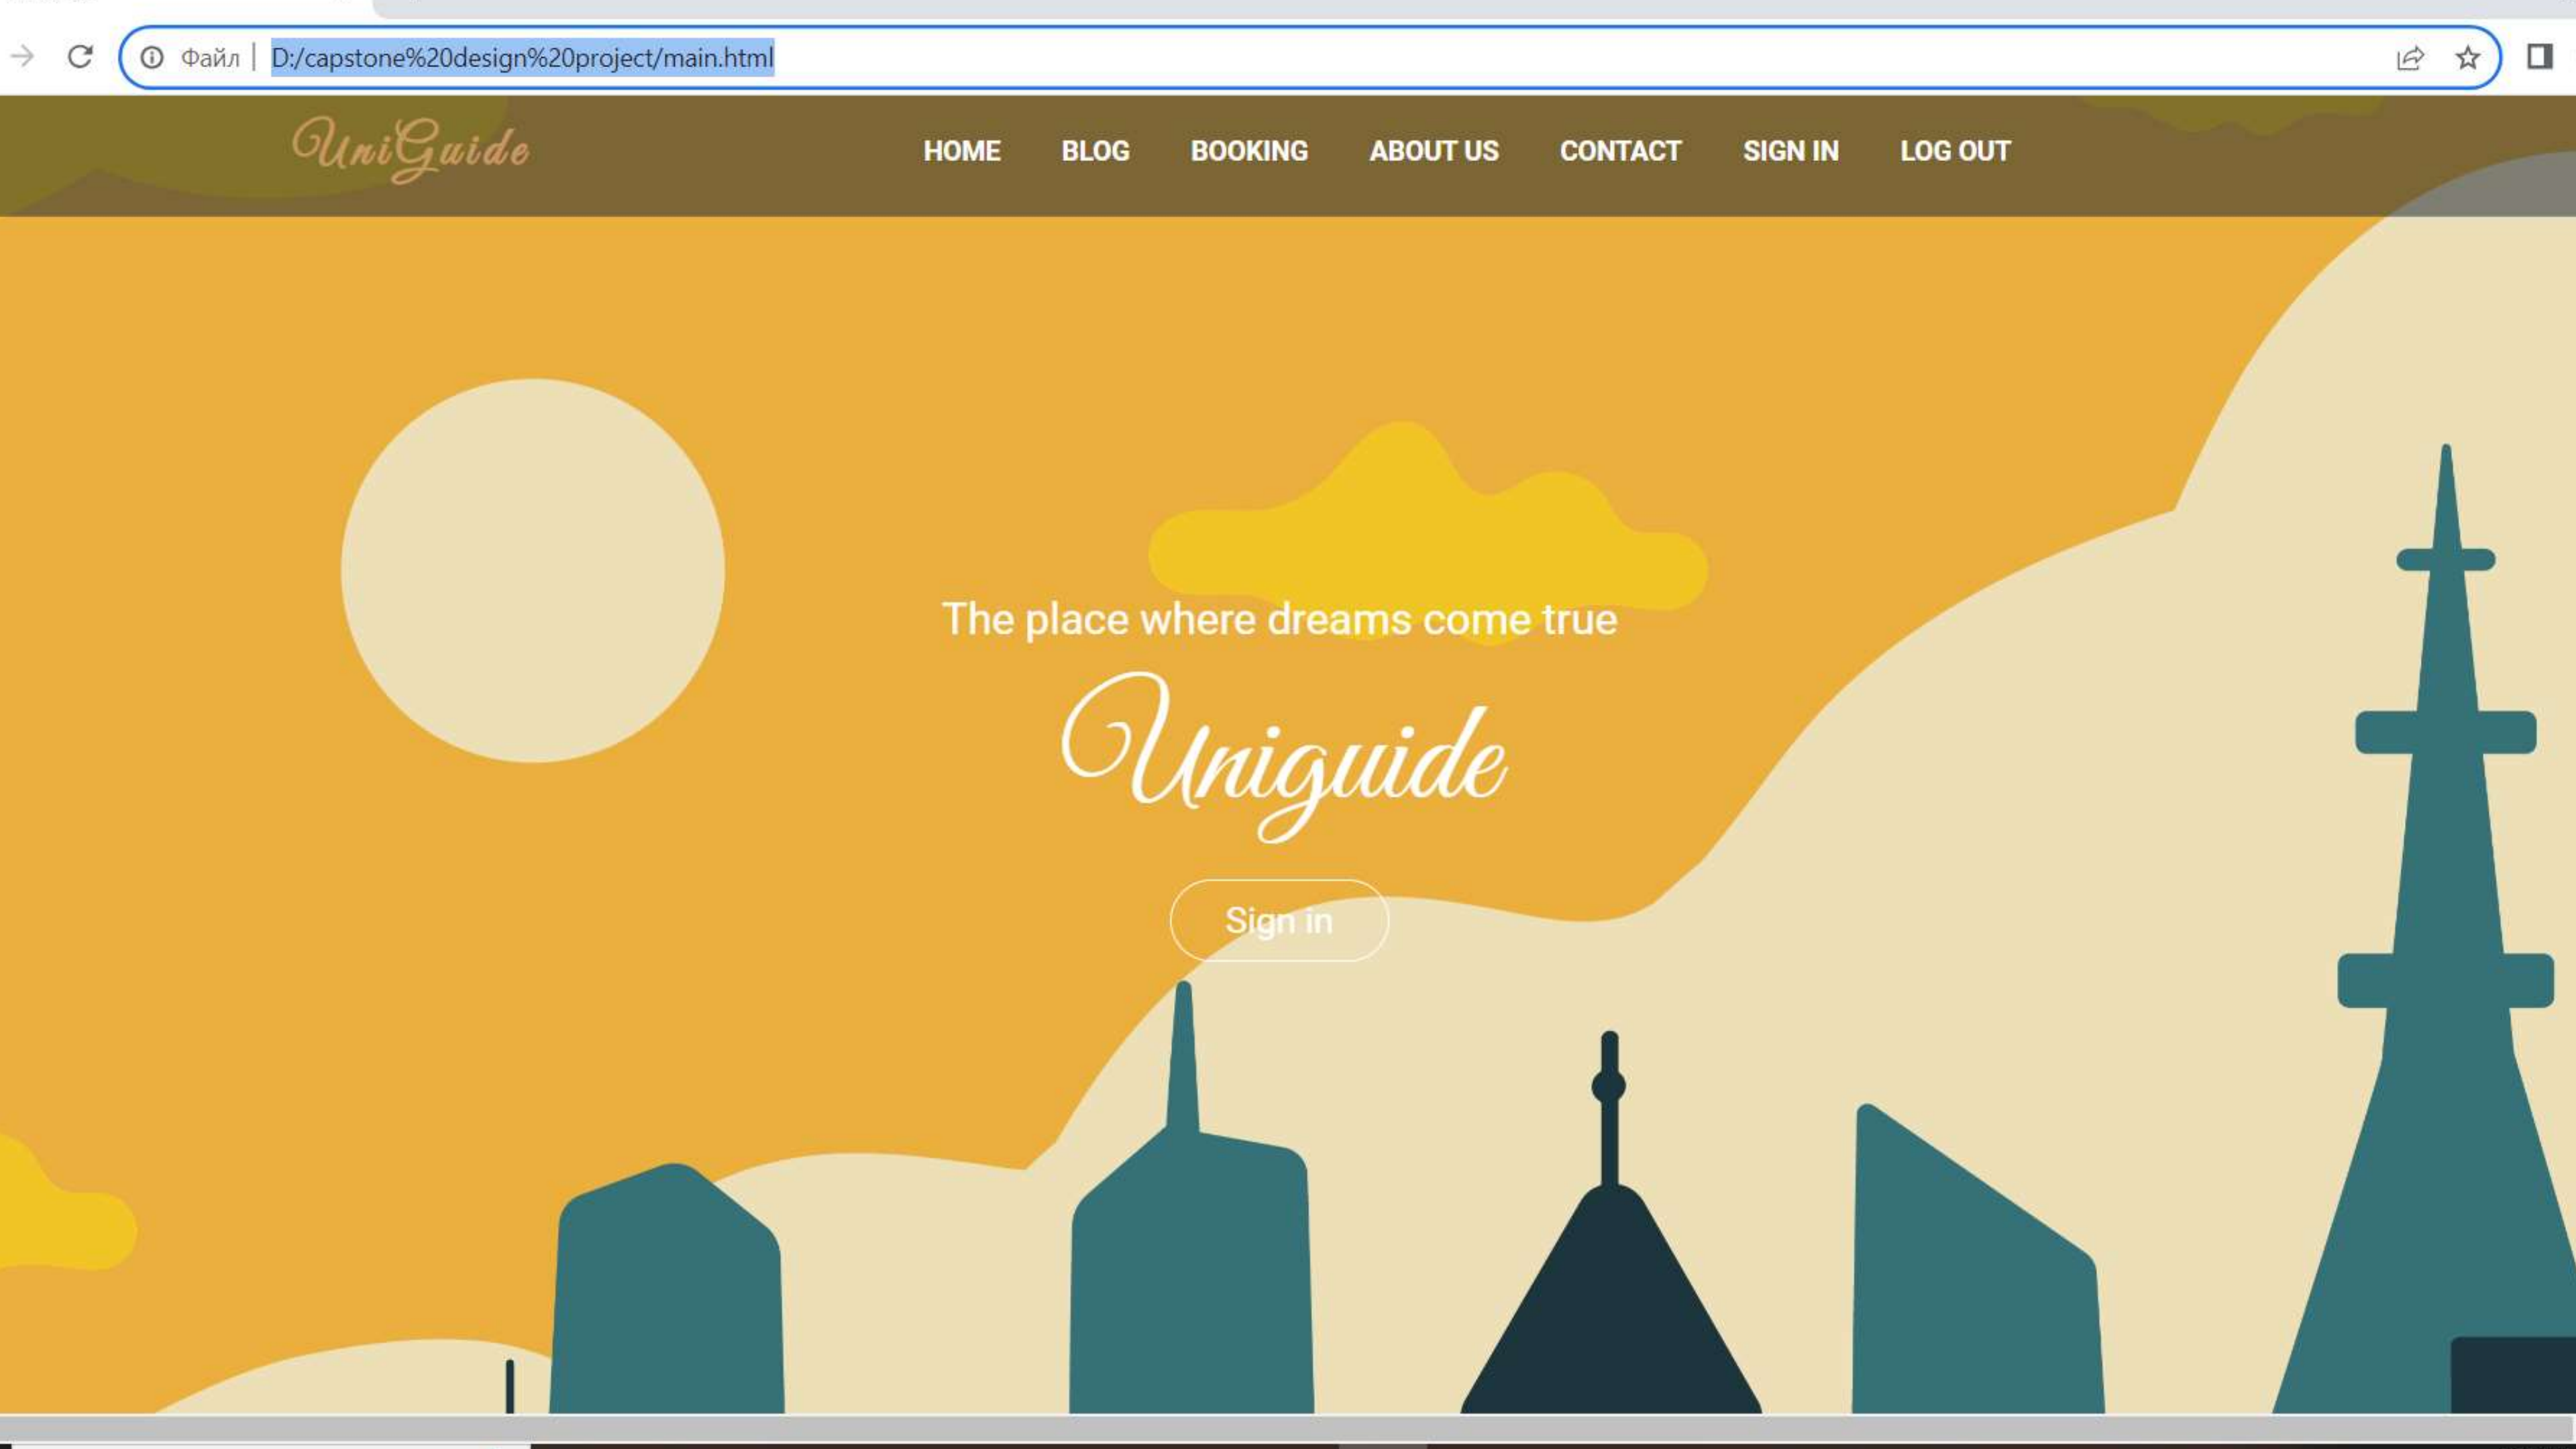 Файл D:/capstone%20design%20project/main.html
UniGuide HOME BLOG BOOKING ABOUT US CONTACT SIGN IN LOG OUT
The place where dreams come true
Uniguide
Sign in